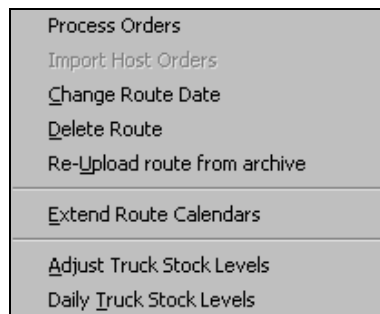 Process Orders
Import Host Orders
Change Route Date
Delete Route
Re-Upload route from archive
Extend Route Calendars
Adjust Truck Stock Levels
Daily Truck Stock Levels